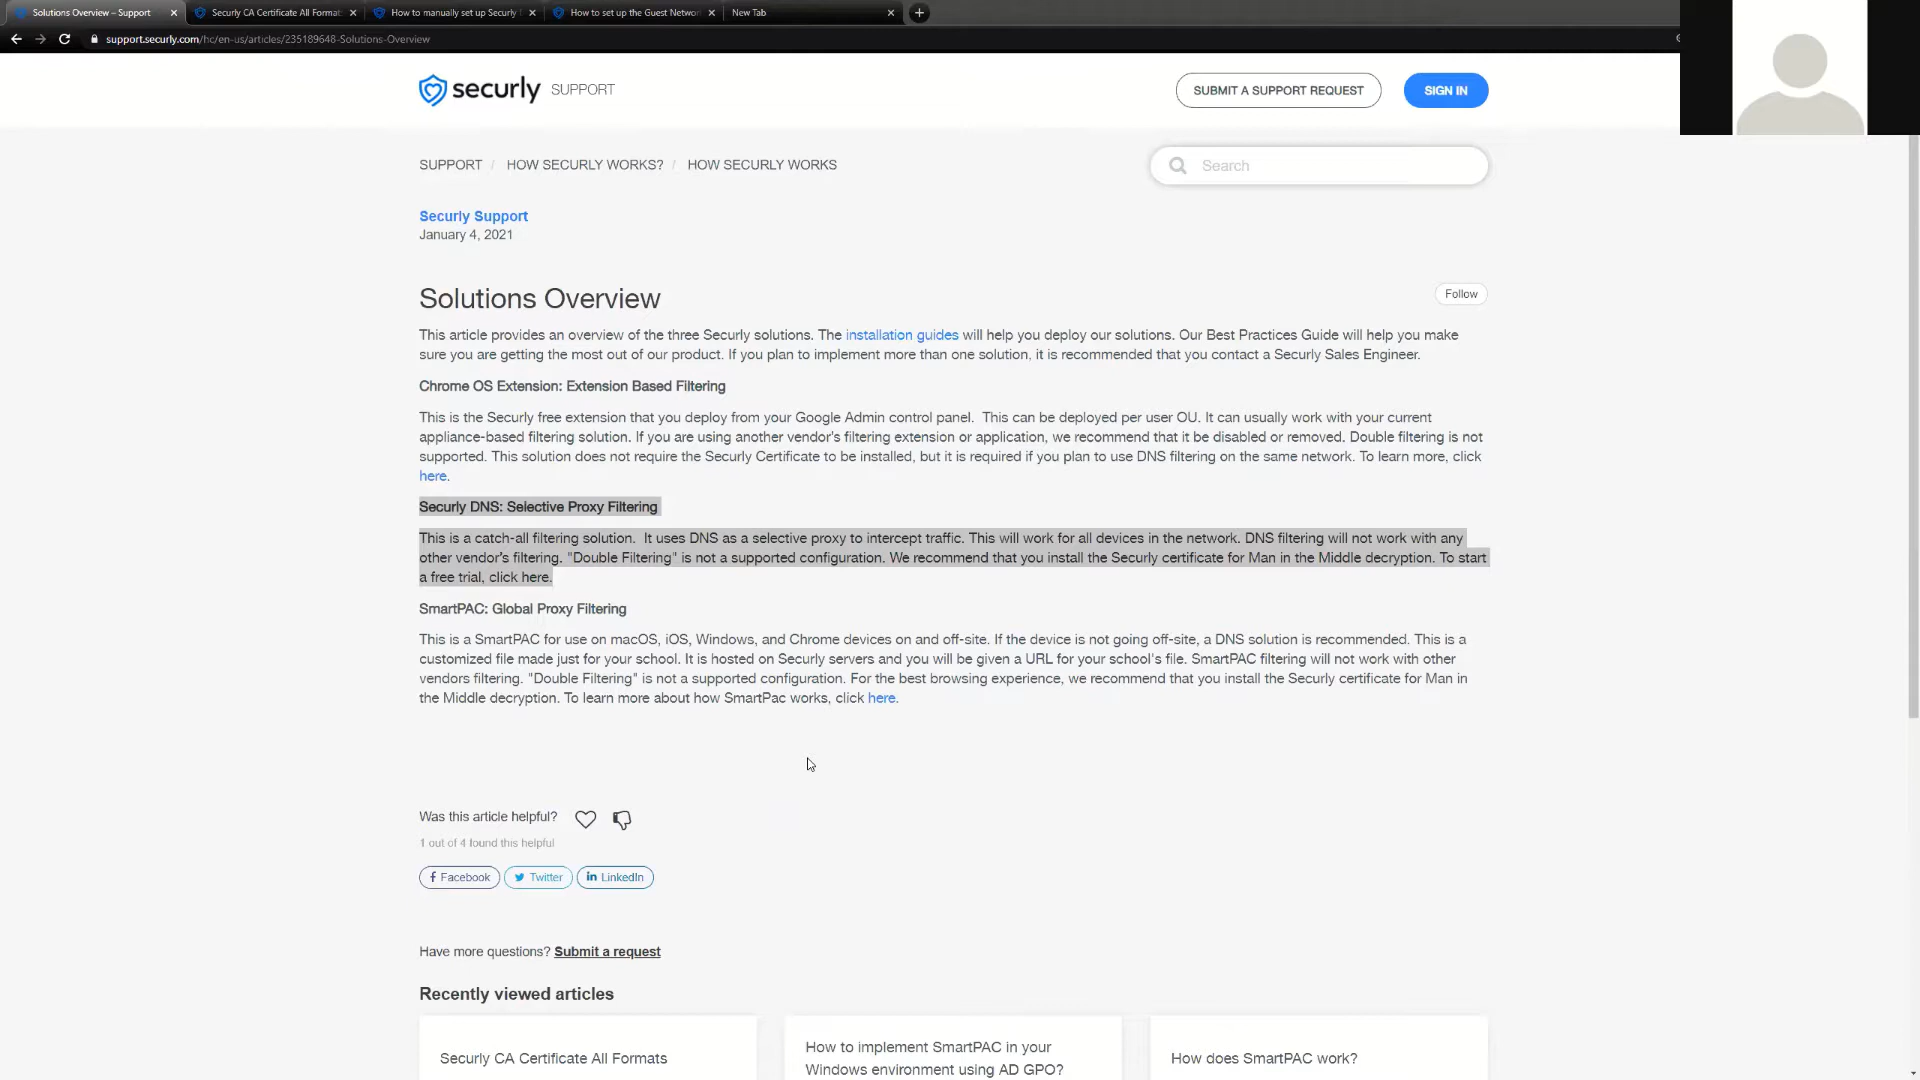 Solutions Overview – Support
Securly CA Certificate All Format
How to manually set up Securly
How to set up the Guest Networ
New Tab
support.securly.com/hc/en-us/articles/235189648-Solutions-Overview
securly SUPPORT
SUBMIT A SUPPORT REQUEST
SIGN IN
SUPPORT / HOW SECURLY WORKS? / HOW SECURLY WORKS
Search
Securly Support
January 4, 2021
Solutions Overview
Follow
This article provides an overview of the three Securly solutions. The installation guides will help you deploy our solutions. Our Best Practices Guide will help you make
sure you are getting the most out of our product. If you plan to implement more than one solution, it is recommended that you contact a Securly Sales Engineer.
Chrome OS Extension: Extension Based Filtering
This is the Securly free extension that you deploy from your Google Admin control panel. This can be deployed per user OU. It can usually work with your current
appliance-based filtering solution. If you are using another vendor's filtering extension or application, we recommend that it be disabled or removed. Double filtering is not
supported. This solution does not require the Securly Certificate to be installed, but it is required if you plan to use DNS filtering on the same network. To learn more, click
here.
Securly DNS: Selective Proxy Filtering
This is a catch-all filtering solution. It uses DNS as a selective proxy to intercept traffic. This will work for all devices in the network. DNS filtering will not work with any
other vendor's filtering. "Double Filtering" is not a supported configuration. We recommend that you install the Securly certificate for Man in the Middle decryption. To start
a free trial, click here.
SmartPAC: Global Proxy Filtering
This is a SmartPAC for use on macOS, iOS, Windows, and Chrome devices on and off-site. If the device is not going off-site, a DNS solution is recommended. This is a
customized file made just for your school. It is hosted on Securly servers and you will be given a URL for your school's file. SmartPAC filtering will not work with other
vendors filtering. "Double Filtering" is not a supported configuration. For the best browsing experience, we recommend that you install the Securly certificate for Man in
the Middle decryption. To learn more about how SmartPac works, click here.
Was this article helpful?
1 out of 4 found this helpful
Facebook
Twitter
LinkedIn
Have more questions? Submit a request
Recently viewed articles
Securly CA Certificate All Formats
How to implement SmartPAC in your
Windows environment using AD GPO?
How does SmartPAC work?